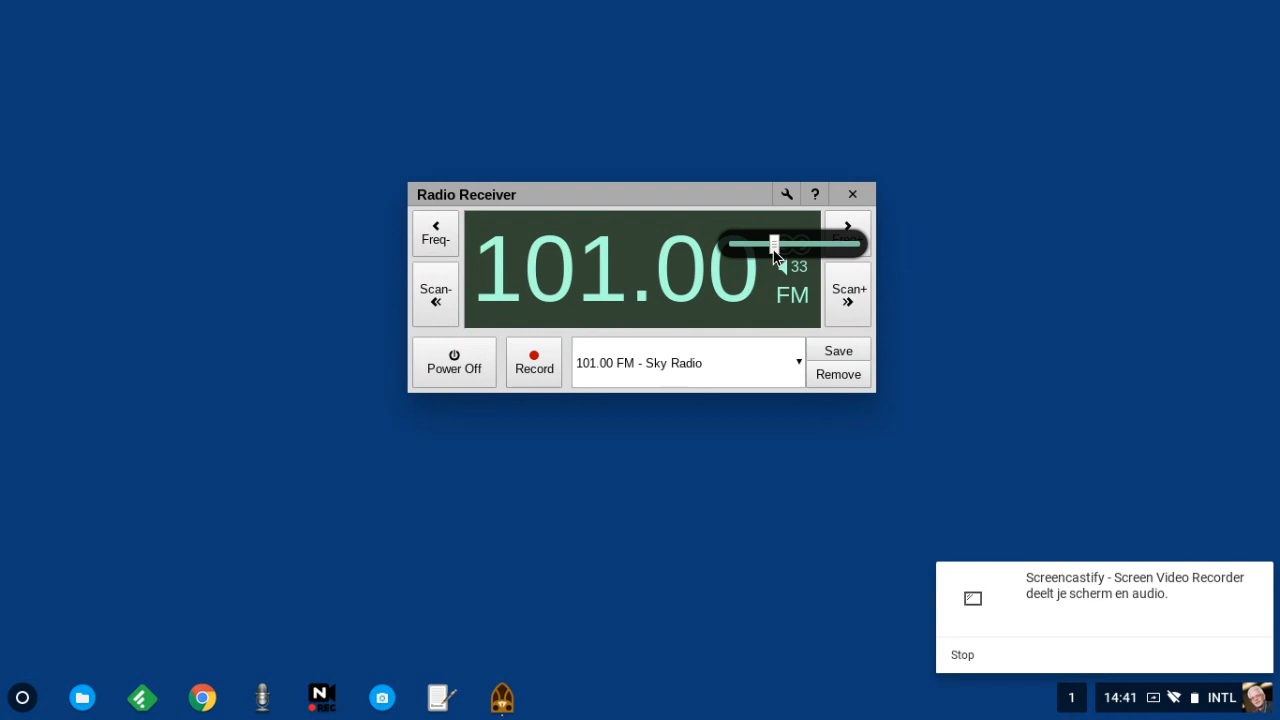 Radio Receiver
?
Freq-
101.00
33
FM
Scan-
Scan+
Power Off
Record
101.00 FM - Sky Radio
Save
Remove
Screencastify - Screen Video Recorder
deelt je scherm en audio.
Stop
N
REC
1
14:41
INTL